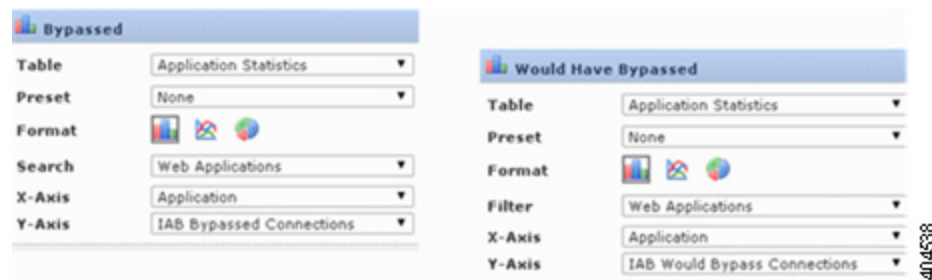 Bypassed
Table Application Statistics
Preset None
Format
Search Web Applications
X-Axis Application
Y-Axis IAB Bypassed Connections
Would Have Bypassed
Table Application Statistics
Preset None
Format
Filter Web Applications
X-Axis Application
Y-Axis IAB Would Bypass Connections
404538